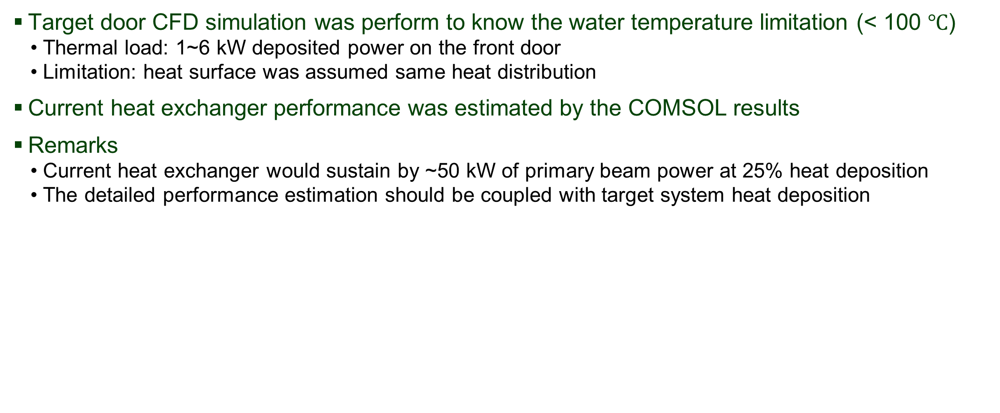 ▪ Target door CFD simulation was perform to know the water temperature limitation (< 100 ℃)
• Thermal load: 1~6 kW deposited power on the front door
• Limitation: heat surface was assumed same heat distribution
▪ Current heat exchanger performance was estimated by the COMSOL results
▪ Remarks
• Current heat exchanger would sustain by ~50 kW of primary beam power at 25% heat deposition
• The detailed performance estimation should be coupled with target system heat deposition